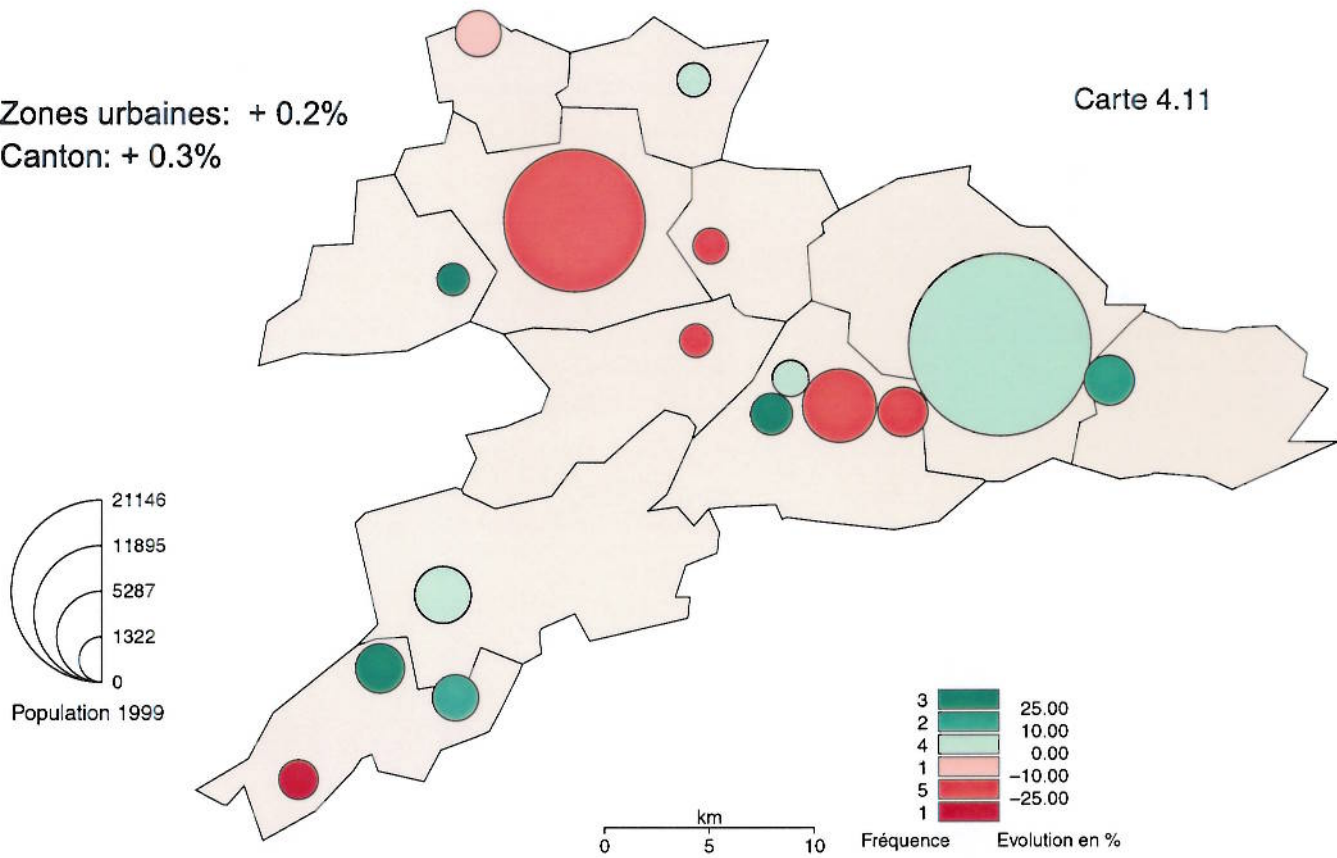 Zones urbaines: + 0.2%
Canton: + 0.3%
Carte 4.11
21146
11895
5287
1322
0
Population 1999
3
2
4
1
5
1
25.00
10.00
0.00
−10.00
−25.00
Fréquence
Evolution en %
km
0 5 10